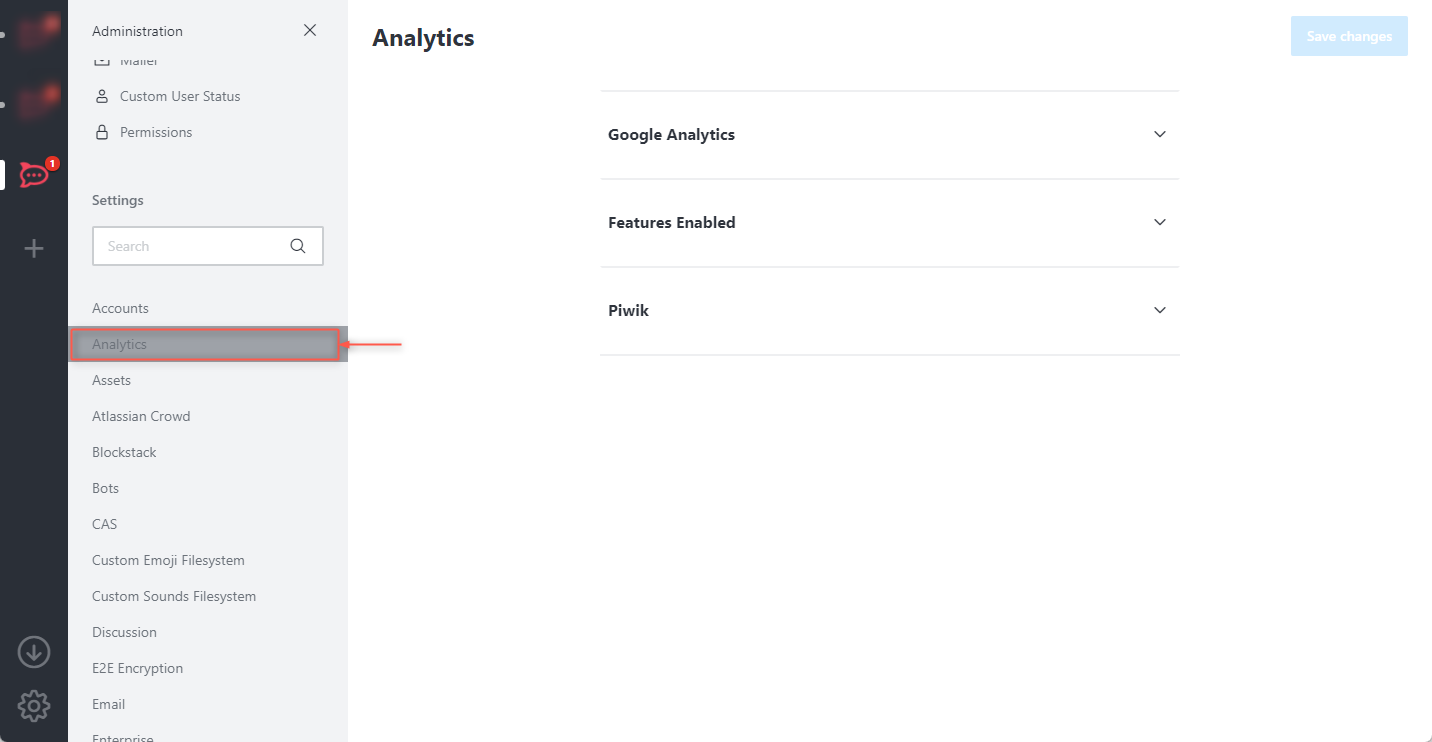 Administration
Mailer
Custom User Status
Permissions
1
Settings
Search
Accounts
Analytics
Assets
Atlassian Crowd
Blockstack
Bots
CAS
Custom Emoji Filesystem
Custom Sounds Filesystem
Discussion
E2E Encryption
Email
Enterprise
Analytics
Save changes
Google Analytics
Features Enabled
Piwik